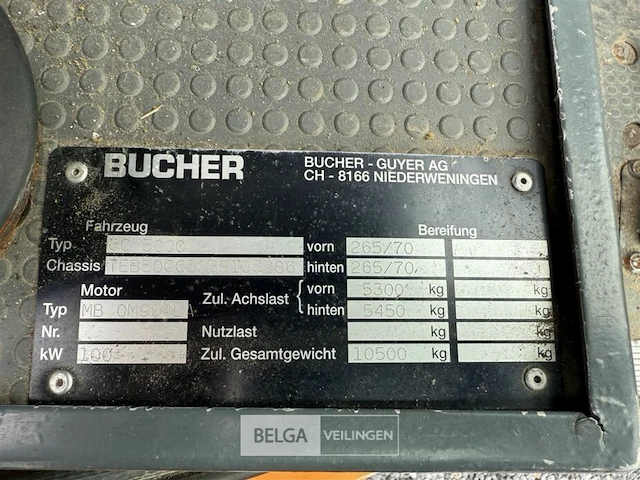 BUCHER
BUCHER - GUYER AG
CH - 8166 NIEDERWENINGEN
Fahrzeug Bereifung
Typ 5000 vorn 265/70
Chassis hinten 265/70
Motor Zul. Achslast vorn 5300 kg kg
Typ MB hinten 5450 kg kg
Nr. Nutzlast kg kg
kW 100 Zul. Gesamtgewicht 10500 kg kg
BELGA VEILINGEN